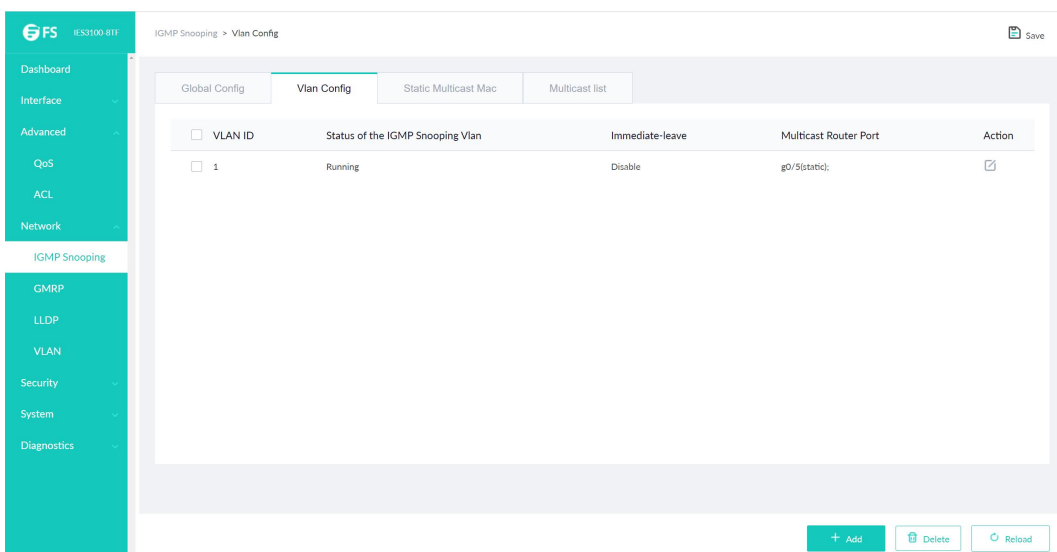 FS IES3100-8TF
IGMP Snooping > Vlan Config
Save
Dashboard
Interface
Advanced
QoS
ACL
Network
IGMP Snooping
GMRP
LLDP
VLAN
Security
System
Diagnostics
Global Config Vlan Config Static Multicast Mac Multicast list
VLAN ID Status of the IGMP Snooping Vlan Immediate-leave Multicast Router Port Action
1 Running Disable g0/5(static);
+ Add Delete Reload